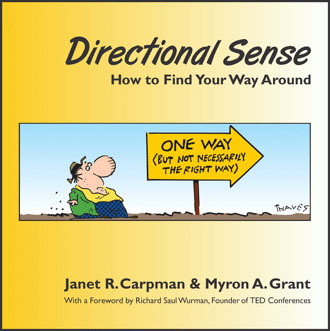 Directional Sense
How to Find Your Way Around
ONE WAY
(BUT NOT NECESSARILY
THE RIGHT WAY)
THAVES
Janet R. Carpman & Myron A. Grant
With a Foreword by Richard Saul Wurman, Founder of TED Conferences